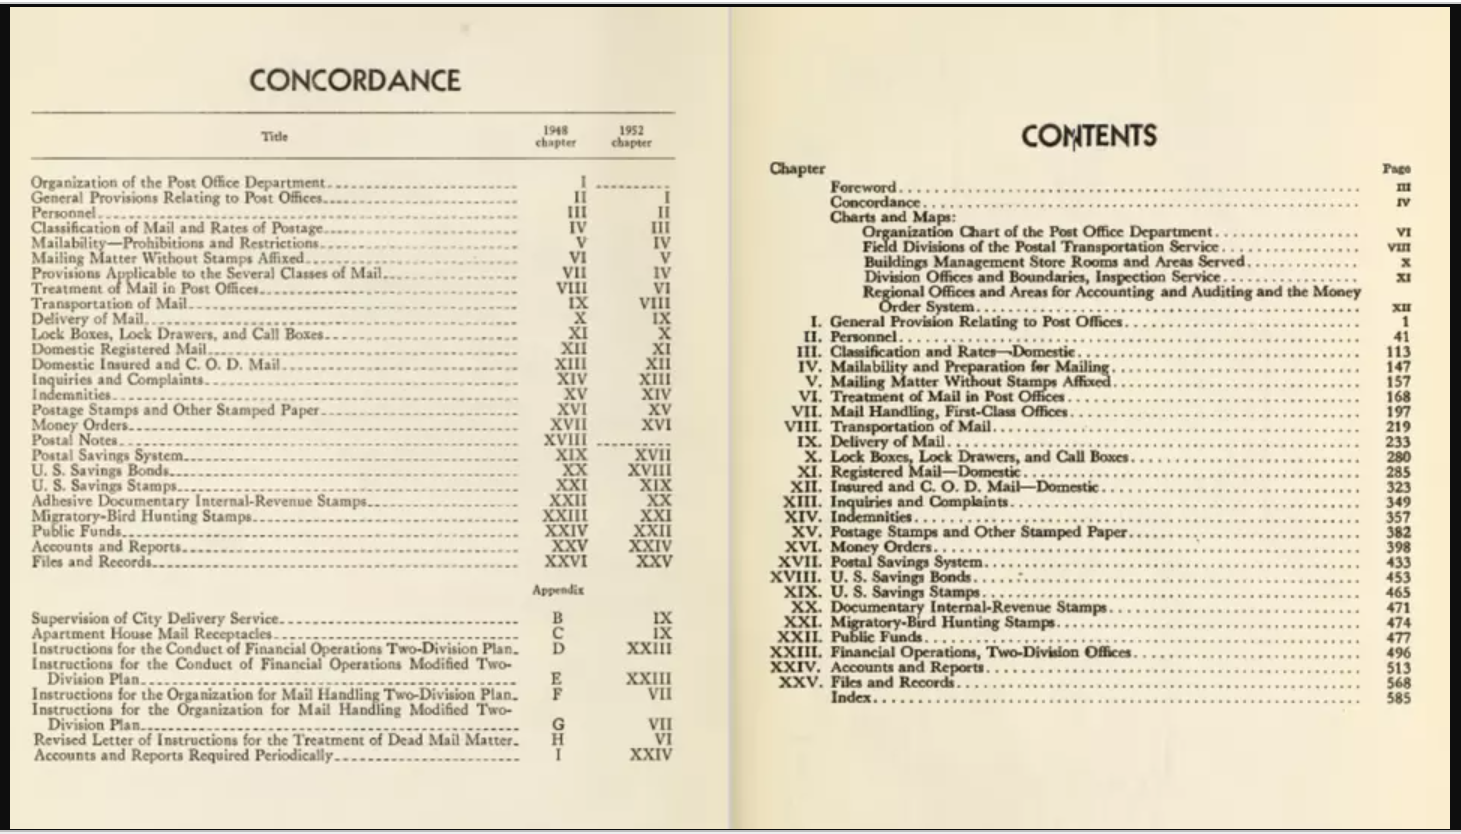 CONCORDANCE
Title 1948 chapter 1952 chapter
Organization of the Post Office Department I ..........
General Provisions Relating to Post Offices II I
Personnel III II
Classification of Mail and Rates of Postage IV III
Mailability—Prohibitions and Restrictions V IV
Mailing Matter Without Stamps Affixed VI V
Provisions Applicable to the Several Classes of Mail VII IV
Treatment of Mail in Post Offices VIII VI
Transportation of Mail IX VIII
Delivery of Mail X IX
Lock Boxes, Lock Drawers, and Call Boxes XI X
Domestic Registered Mail XII XI
Domestic Insured and C. O. D. Mail XIII XII
Inquiries and Complaints XIV XIII
Indemnities XV XIV
Postage Stamps and Other Stamped Paper XVI XV
Money Orders XVII XVI
Postal Notes XVIII ..........
Postal Savings System XIX XVII
U. S. Savings Bonds XX XVIII
U. S. Savings Stamps XXI XIX
Adhesive Documentary Internal-Revenue Stamps XXII XX
Migratory-Bird Hunting Stamps XXIII XXI
Public Funds XXIV XXII
Accounts and Reports XXV XXIV
Files and Records XXVI XXV
Appendix
Supervision of City Delivery Service B IX
Apartment House Mail Receptacles C IX
Instructions for the Conduct of Financial Operations Two-Division Plan D XXIII
Instructions for the Conduct of Financial Operations Modified Two-
Division Plan E XXIII
Instructions for the Organization for Mail Handling Two-Division Plan F VII
Instructions for the Organization for Mail Handling Modified Two-
Division Plan G VII
Revised Letter of Instructions for the Treatment of Dead Mail Matter H VI
Accounts and Reports Required Periodically I XXIV
CONTENTS
Chapter Page
Foreword III
Concordance IV
Charts and Maps:
Organization Chart of the Post Office Department VI
Field Divisions of the Postal Transportation Service VIII
Buildings Management Store Rooms and Areas Served X
Division Offices and Boundaries, Inspection Service XI
Regional Offices and Areas for Accounting and Auditing and the Money
Order System XII
I. General Provision Relating to Post Offices 1
II. Personnel 41
III. Classification and Rates—Domestic 113
IV. Mailability and Preparation for Mailing 147
V. Mailing Matter Without Stamps Affixed 157
VI. Treatment of Mail in Post Offices 168
VII. Mail Handling, First-Class Offices 197
VIII. Transportation of Mail 219
IX. Delivery of Mail 233
X. Lock Boxes, Lock Drawers, and Call Boxes 280
XI. Registered Mail—Domestic 285
XII. Insured and C. O. D. Mail—Domestic 323
XIII. Inquiries and Complaints 349
XIV. Indemnities 357
XV. Postage Stamps and Other Stamped Paper 382
XVI. Money Orders 398
XVII. Postal Savings System 433
XVIII. U. S. Savings Bonds 453
XIX. U. S. Savings Stamps 465
XX. Documentary Internal-Revenue Stamps 471
XXI. Migratory-Bird Hunting Stamps 474
XXII. Public Funds 477
XXIII. Financial Operations, Two-Division Offices 496
XXIV. Accounts and Reports 513
XXV. Files and Records 568
Index 585